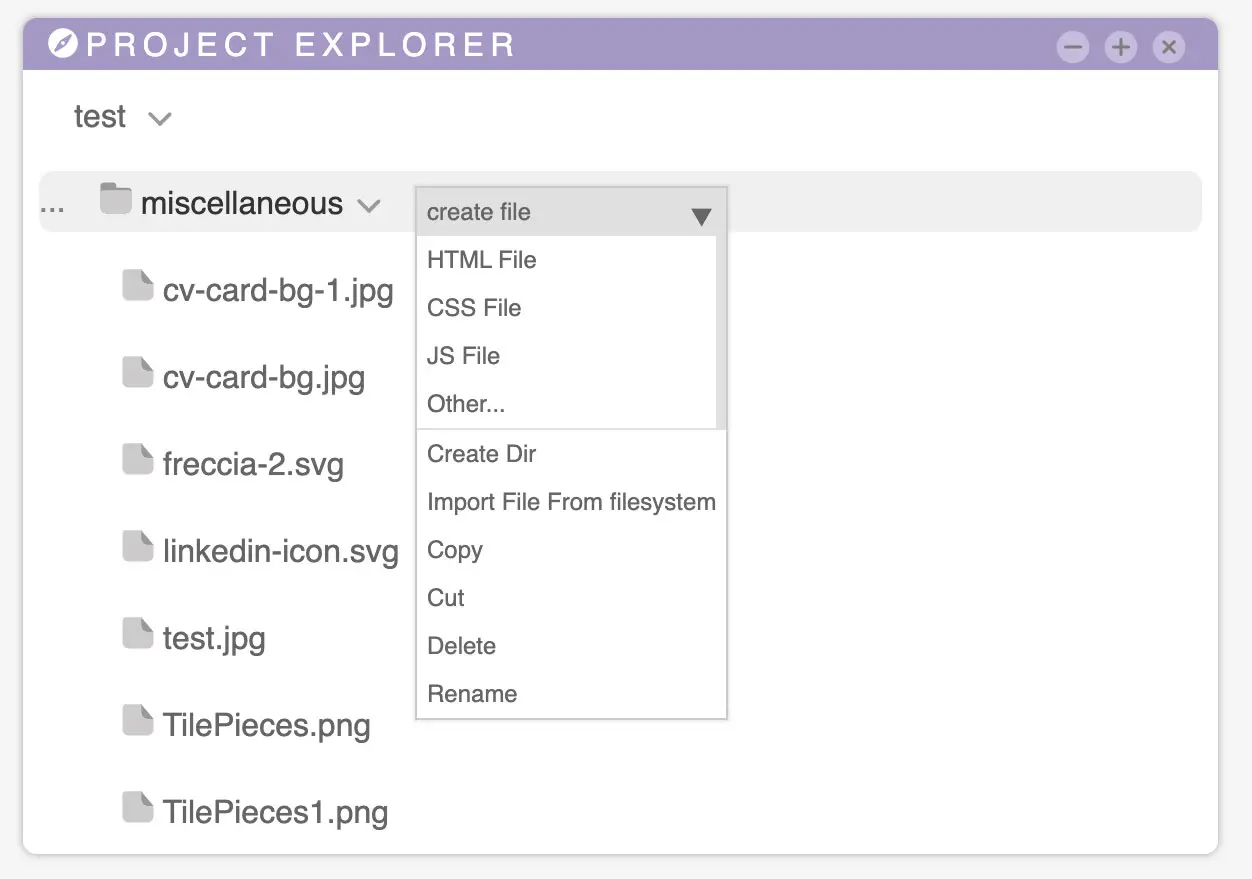 PROJECT EXPLORER
test
... miscellaneous
create file
HTML File
CSS File
JS File
Other...
Create Dir
Import File From filesystem
Copy
Cut
Delete
Rename
cv-card-bg-1.jpg
cv-card-bg.jpg
freccia-2.svg
linkedin-icon.svg
test.jpg
TilePieces.png
TilePieces1.png